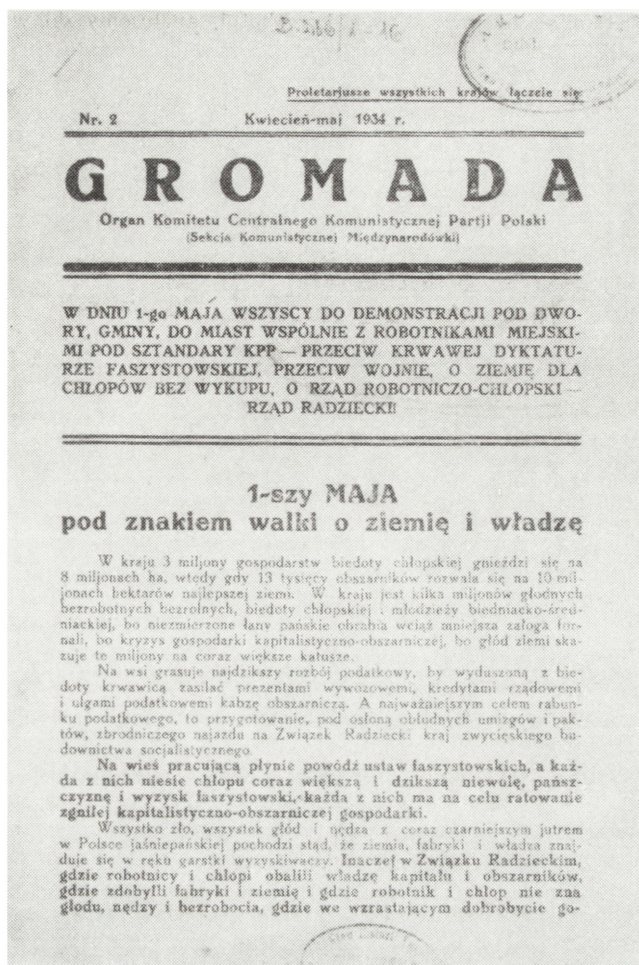 Proletarjusze wszystkich krajów łączcie się
Nr. 2 Kwiecień-maj 1934 r.
GROMADA
Organ Komitetu Centralnego Komunistycznej Partji Polski
(Sekcja Komunistycznej Międzynarodówki)
W DNIU 1-go MAJA WSZYSCY DO DEMONSTRACJI POD DWO-
RY, GMINY, DO MIAST WSPÓLNIE Z ROBOTNIKAMI MIEJSKI-
MI POD SZTANDARY KPP — PRZECIW KRWAWEJ DYKTATU-
RZE FASZYSTOWSKIEJ, PRZECIW WOJNIE, O ZIEMIĘ DLA
CHŁOPÓW BEZ WYKUPU, O RZĄD ROBOTNICZO-CHŁOPSKI —
RZĄD RADZIECKI!
1-szy MAJA
pod znakiem walki o ziemię i władzę
W kraju 3 miljony gospodarstw biedoty chłopskiej gnieździ się na
8 miljonach ha, wtedy gdy 13 tysięcy obszarników rozwala się na 10 mil-
jonach hektarów najlepszej ziemi. W kraju jest kilka miljonów głodnych
bezrobotnych bezrolnych, biedoty chłopskiej i młodzieży biedniacko-śred-
niackiej, bo niezmierzone łany pańskie obrabia wciąż mniejsza załoga for-
nali, bo kryzys gospodarki kapitalistyczno-obszarniczej, bo głód ziemi ska-
zuje te miljony na coraz większe katusze.
Na wsi grasuje najdzikszy rozbój podatkowy, by wyduszoną z bie-
doty krwawicą zasilać prezentami wywozowemi, kredytami rządowemi
i ulgami podatkowemi kabzę obszarniczą. A najważniejszym celem rabun-
ku podatkowego, to przygotowanie, pod osłoną obłudnych umizgów i pak-
tów, zbrodniczego najazdu na Związek Radziecki kraj zwycięskiego bu-
downictwa socjalistycznego.
Na wieś pracującą płynie powódź ustaw faszystowskich, a każ-
da z nich niesie chłopu coraz większą i dzikszą niewolę, pańsz-
czyznę i wyzysk faszystowski, każda z nich ma na celu ratowanie
zgniłej kapitalistyczno-obszarniczej gospodarki.
Wszystko zło, wszystek głód i nędza z coraz czarniejszym jutrem
w Polsce jaśniepańskiej pochodzi stąd, że ziemia, fabryki i władza znaj-
duje się w ręku garstki wyzyskiwaczy. Inaczej w Związku Radzieckim,
gdzie robotnicy i chłopi obalili władzę kapitału i obszarników,
gdzie zdobyli fabryki i ziemię i gdzie robotnik i chłop nie zna
głodu, nędzy i bezrobocia, gdzie we wzrastającym dobrobycie go-